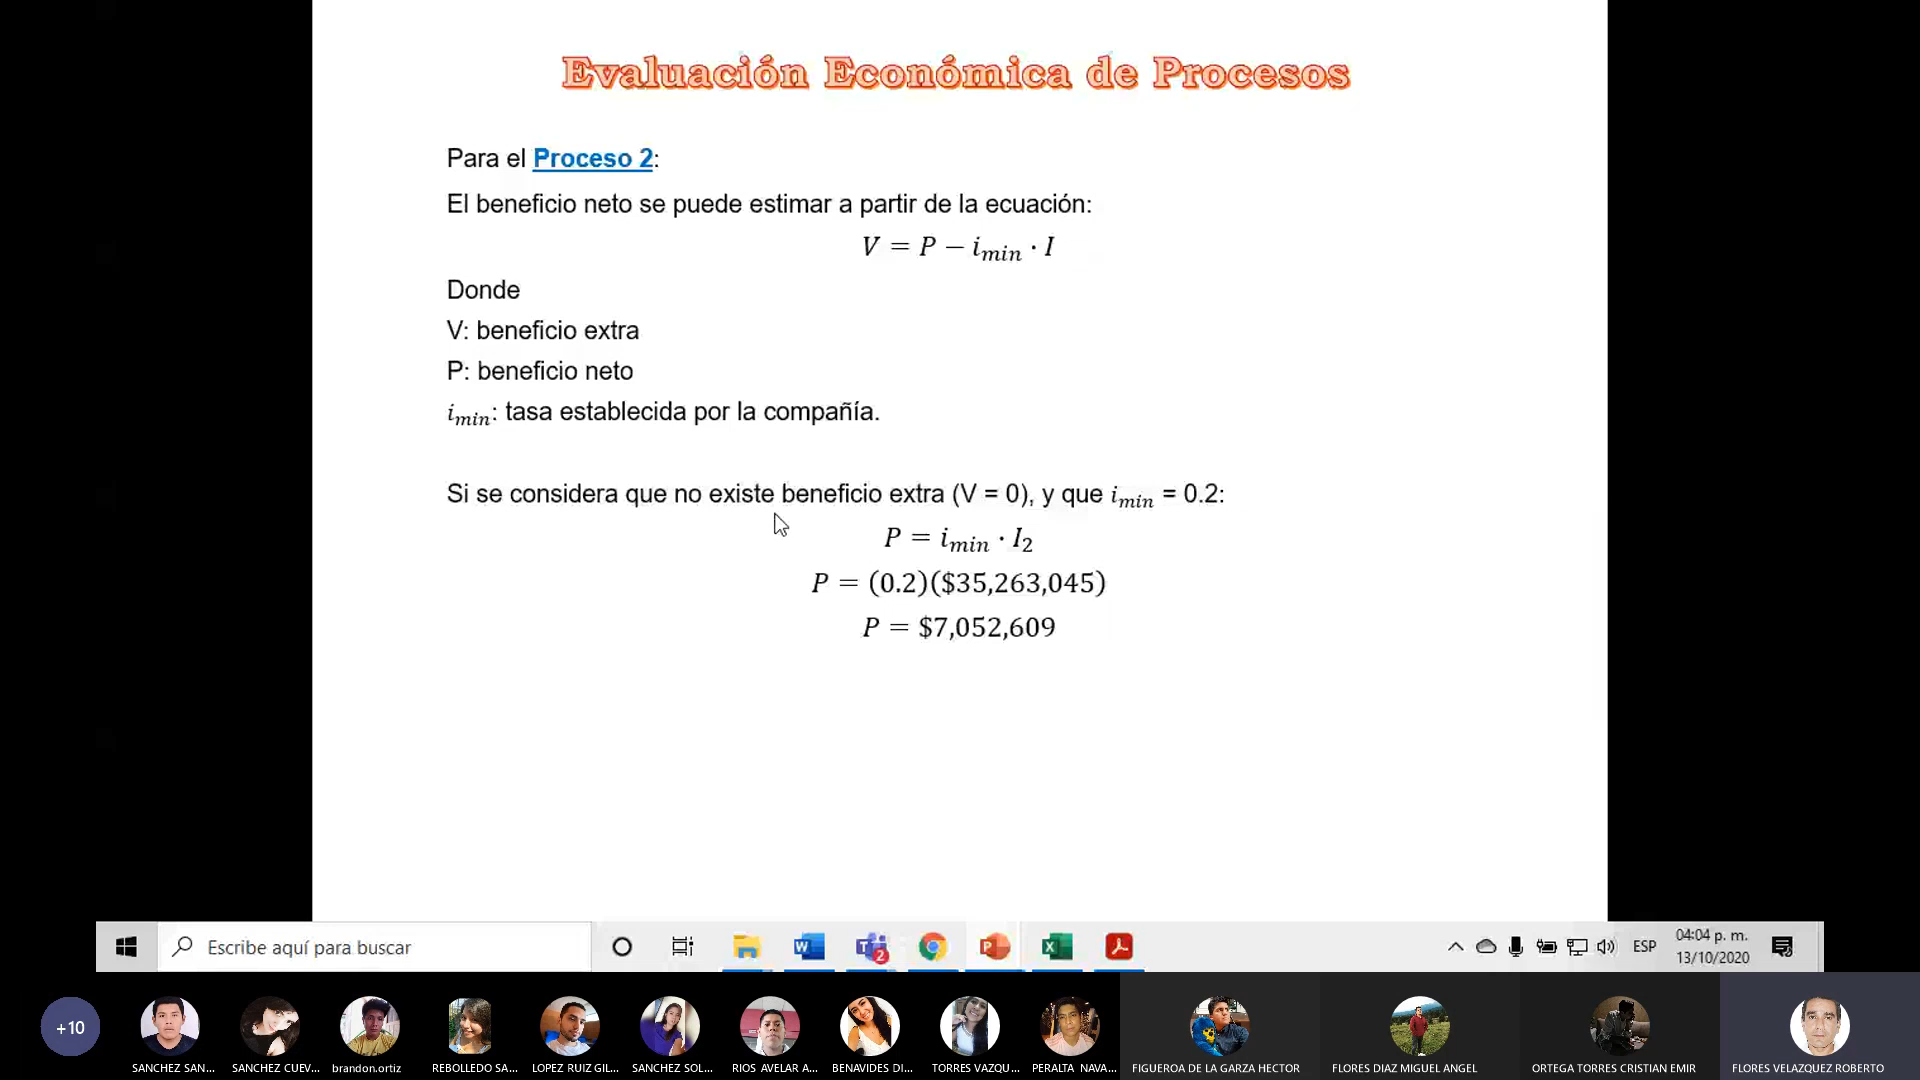 Evaluación Económica de Procesos
Para el Proceso 2:
El beneficio neto se puede estimar a partir de la ecuación:
V = P − i_min · I
Donde
V: beneficio extra
P: beneficio neto
i_min: tasa establecida por la compañía.
Si se considera que no existe beneficio extra (V = 0), y que i_min = 0.2:
P = i_min · I_2
P = (0.2)($35,263,045)
P = $7,052,609
Escribe aquí para buscar
2
ESP
04:04 p. m.
13/10/2020
+10
SANCHEZ SAN...
SANCHEZ CUEV...
brandon.ortiz
REBOLLEDO SA...
LOPEZ RUIZ GIL...
SANCHEZ SOL...
RIOS AVELAR A...
BENAVIDES DI...
TORRES VAZQU...
PERALTA NAVA...
FIGUEROA DE LA GARZA HECTOR
FLORES DIAZ MIGUEL ANGEL
ORTEGA TORRES CRISTIAN EMIR
FLORES VELAZQUEZ ROBERTO